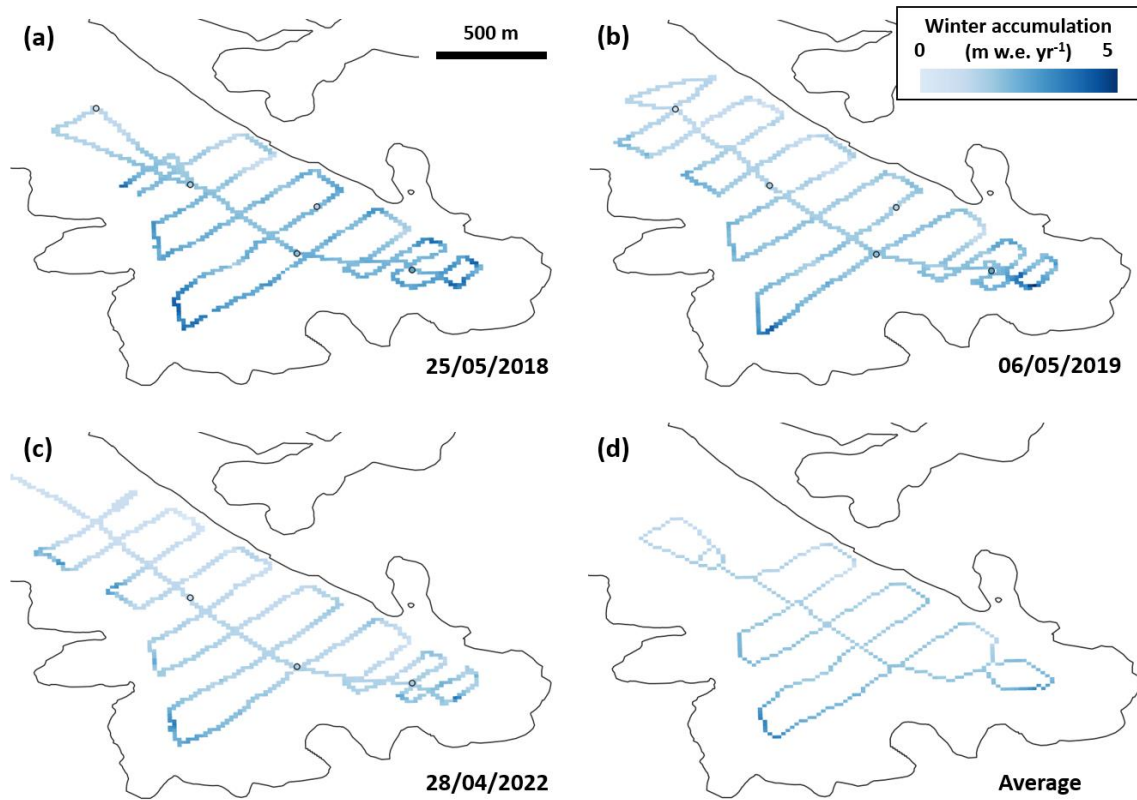 (a)
500 m
25/05/2018
(b)
Winter accumulation
0 (m w.e. yr⁻¹) 5
06/05/2019
(c)
28/04/2022
(d)
Average